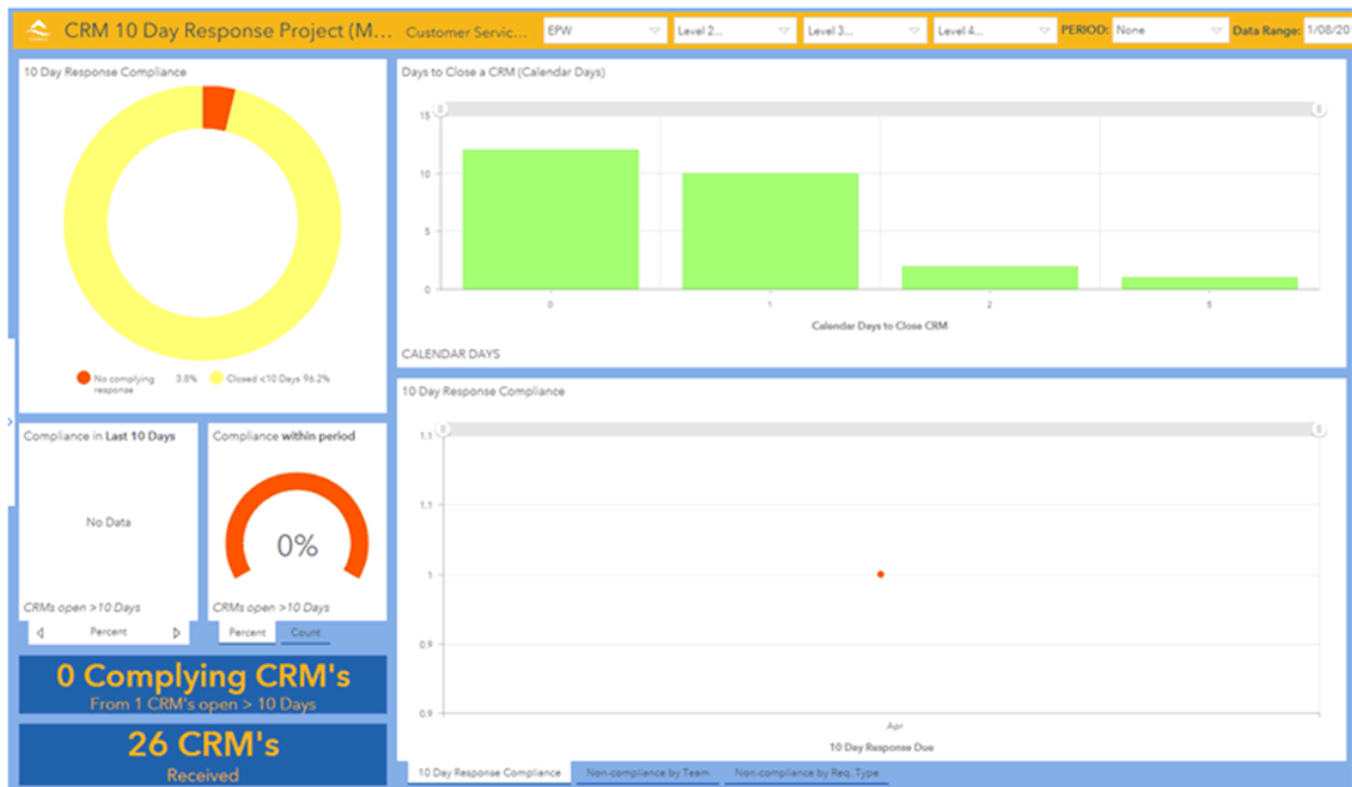 CRM 10 Day Response Project (M... Customer Servic... EPW Level 2... Level 3... Level 4... PERIOD: None Data Range: 1/08/201
10 Day Response Compliance
No complying response 3.8% Closed <10 Days 96.2%
Days to Close a CRM (Calendar Days)
15
10
5
0
0 1 2 5
Calendar Days to Close CRM
CALENDAR DAYS
Compliance in Last 10 Days
No Data
CRMs open >10 Days
Percent
Compliance within period
0%
CRMs open >10 Days
Percent Count
0 Complying CRM's
From 1 CRM's open > 10 Days
26 CRM's
Received
10 Day Response Compliance
1.1
1.1
1
0.9
0.9
Apr
10 Day Response Due
10 Day Response Compliance Non-compliance by Team Non-compliance by Req. Type